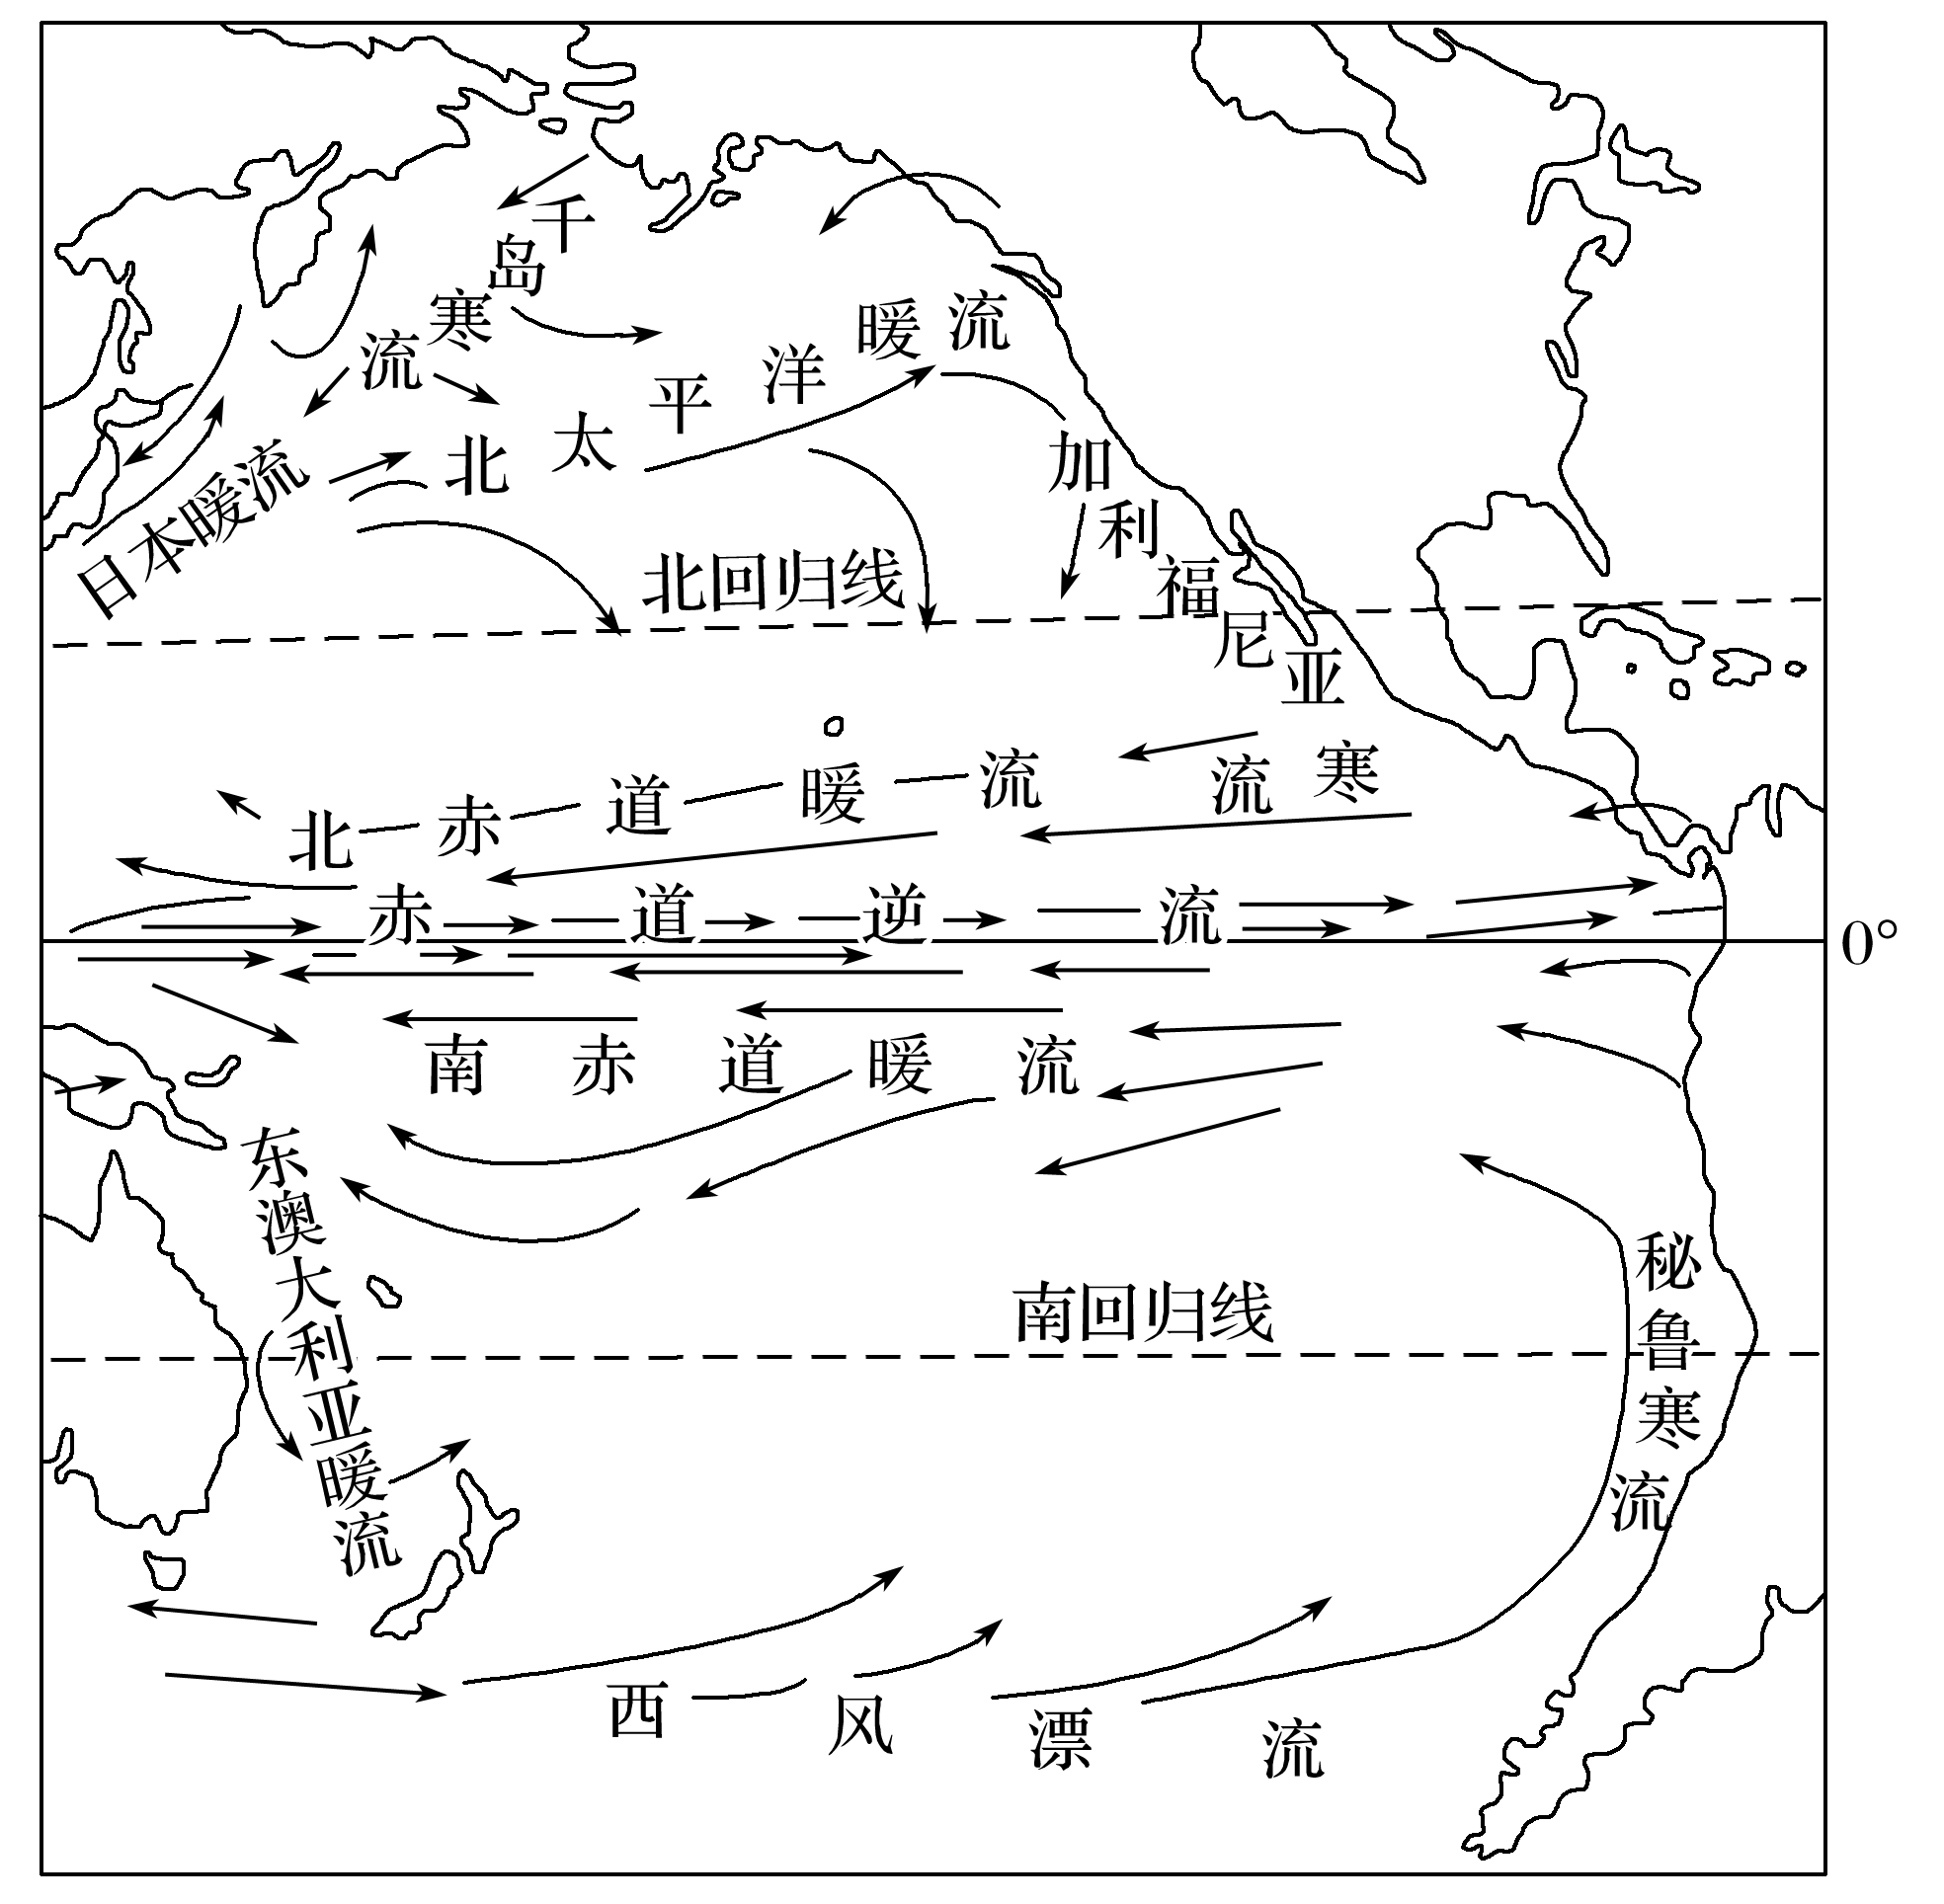 千岛寒流
北太平洋暖流
日本暖流
加利福尼亚寒流
北回归线
北赤道暖流
赤道逆流
0°
南赤道暖流
东澳大利亚暖流
南回归线
秘鲁寒流
西风漂流